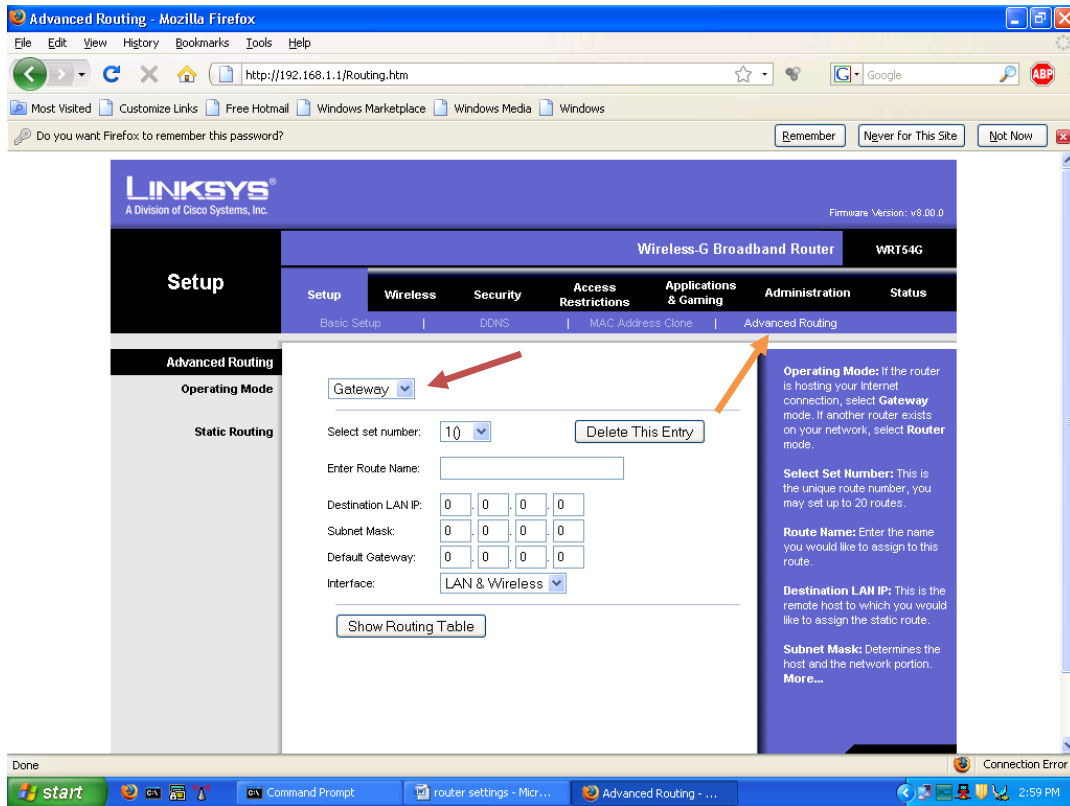 Advanced Routing - Mozilla Firefox
File Edit View History Bookmarks Tools Help
http://192.168.1.1/Routing.htm
G Google
ABP
Most Visited Customize Links Free Hotmail Windows Marketplace Windows Media Windows
Do you want Firefox to remember this password? Remember Never for This Site Not Now
LINKSYS®
A Division of Cisco Systems, Inc.
Firmware Version: v8.00.0
Wireless-G Broadband Router WRT54G
Setup
Setup Wireless Security Access Restrictions Applications & Gaming Administration Status
Basic Setup | DDNS | MAC Address Clone | Advanced Routing
Advanced Routing
Operating Mode
Gateway
Static Routing
Select set number: 1() Delete This Entry
Enter Route Name:
Destination LAN IP: 0 . 0 . 0 . 0
Subnet Mask: 0 . 0 . 0 . 0
Default Gateway: 0 . 0 . 0 . 0
Interface: LAN & Wireless
Show Routing Table
Operating Mode: If the router
is hosting your Internet
connection, select Gateway
mode. If another router exists
on your network, select Router
mode.
Select Set Number: This is
the unique route number, you
may set up to 20 routes.
Route Name: Enter the name
you would like to assign to this
route.
Destination LAN IP: This is the
remote host to which you would
like to assign the static route.
Subnet Mask: Determines the
host and the network portion.
More...
Done
Connection Error
start
Command Prompt
router settings - Micr...
Advanced Routing - ...
2:59 PM